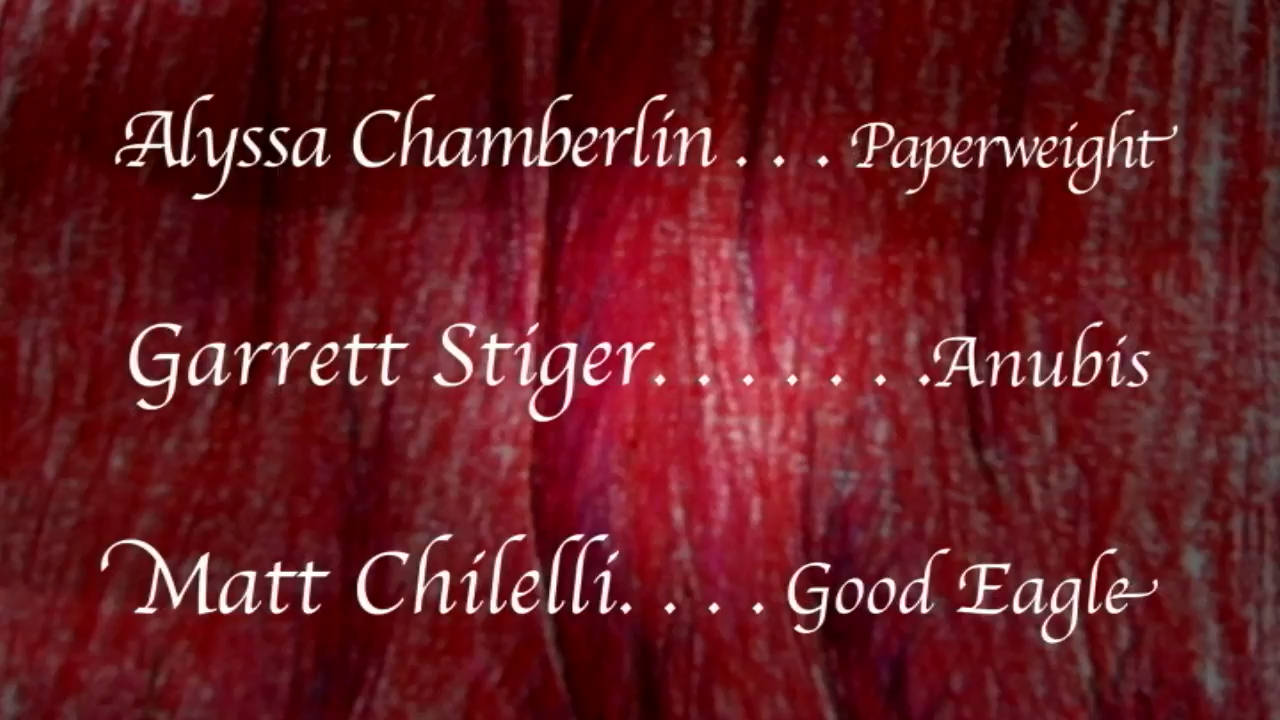 Alyssa Chamberlin . . . Paperweight
Garrett Stiger. . . . . . .Anubis
Matt Chilelli. . . . Good Eagle